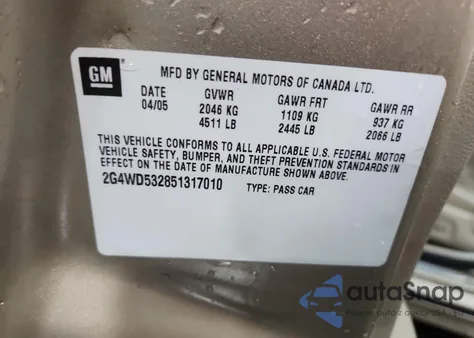 GM
MFD BY GENERAL MOTORS OF CANADA LTD.
DATE GVWR GAWR FRT GAWR RR
04/05 2046 KG 1109 KG 937 KG
4511 LB 2445 LB 2066 LB
THIS VEHICLE CONFORMS TO ALL APPLICABLE U.S. FEDERAL MOTOR
VEHICLE SAFETY, BUMPER, AND THEFT PREVENTION STANDARDS IN
EFFECT ON THE DATE OF MANUFACTURE SHOWN ABOVE.
2G4WD532851317010 TYPE: PASS CAR
autoSnap